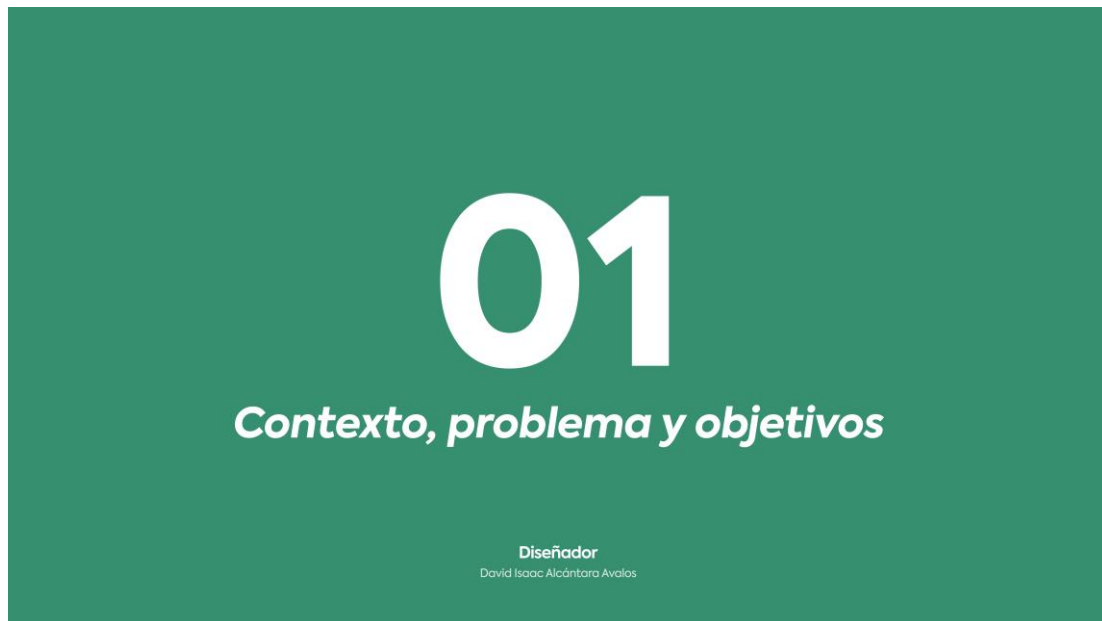 01
Contexto, problema y objetivos
Diseñador
David Isaac Alcántara Avalos